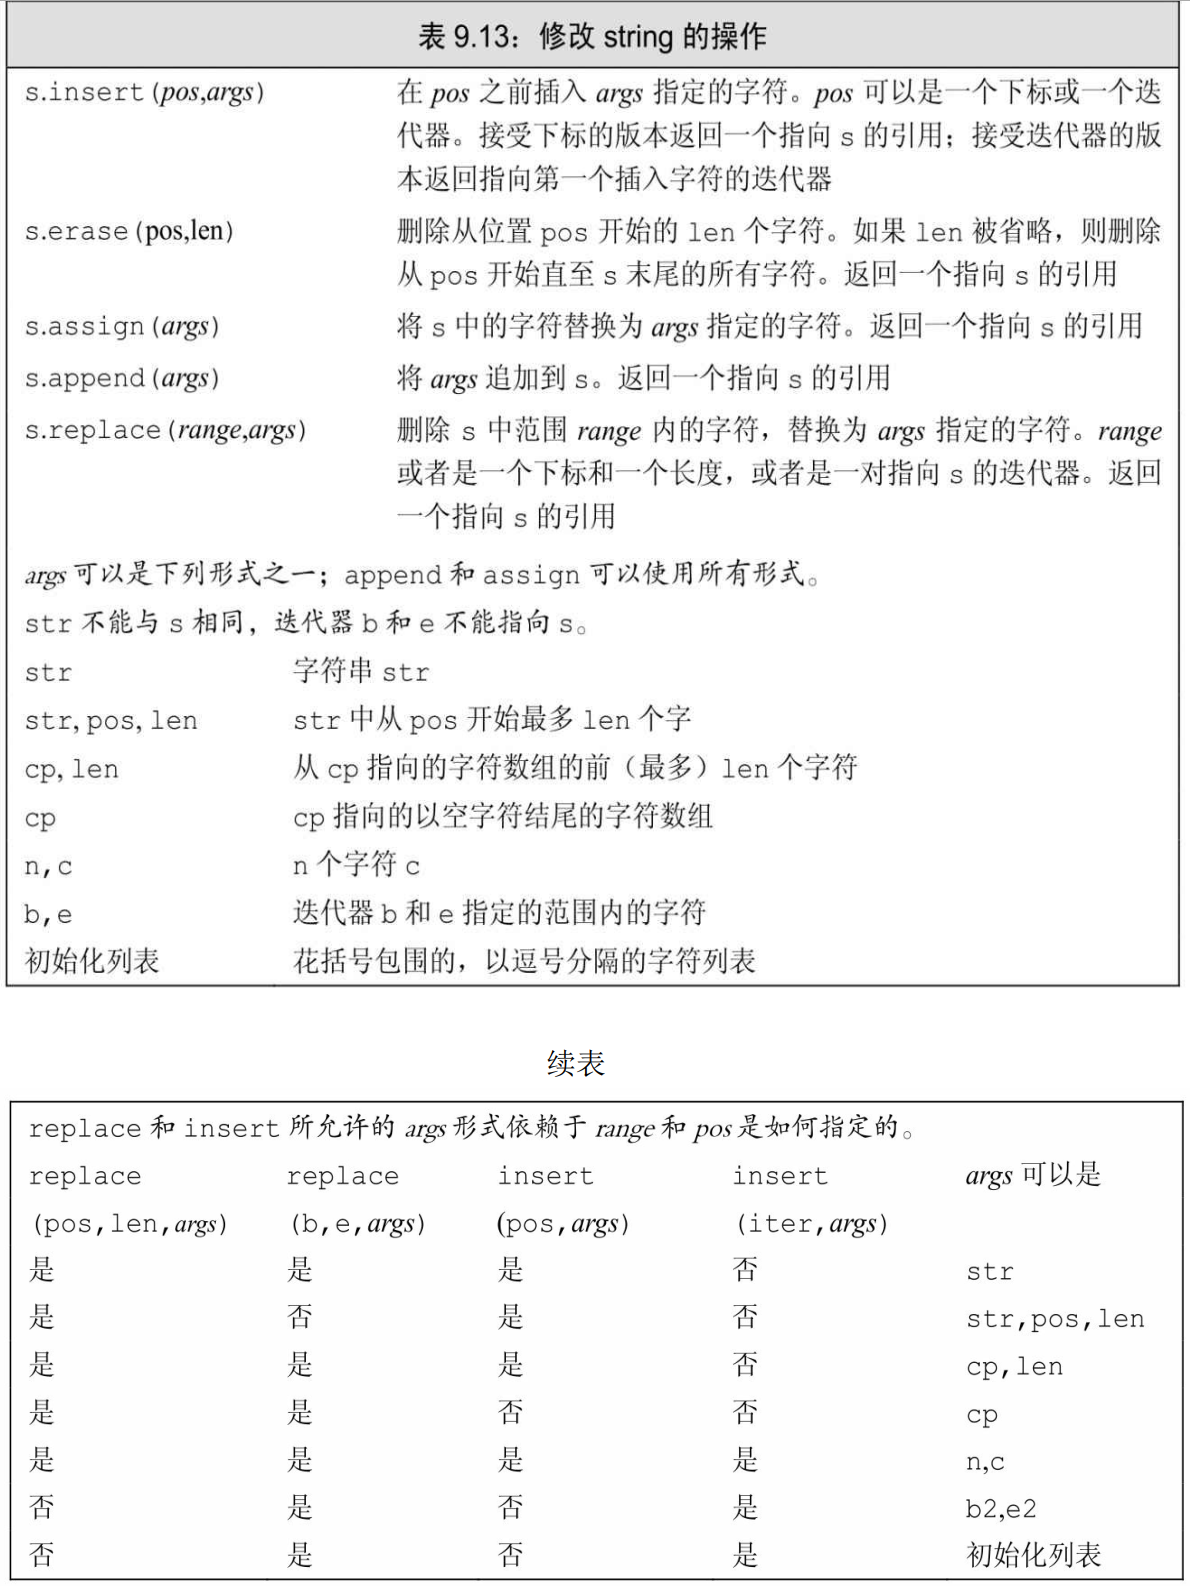 表 9.13：修改 string 的操作
s.insert(pos,args) 在 pos 之前插入 args 指定的字符。pos 可以是一个下标或一个迭
代器。接受下标的版本返回一个指向 s 的引用；接受迭代器的版
本返回指向第一个插入字符的迭代器
s.erase(pos,len) 删除从位置 pos 开始的 len 个字符。如果 len 被省略，则删除
从 pos 开始直至 s 末尾的所有字符。返回一个指向 s 的引用
s.assign(args) 将 s 中的字符替换为 args 指定的字符。返回一个指向 s 的引用
s.append(args) 将 args 追加到 s。返回一个指向 s 的引用
s.replace(range,args) 删除 s 中范围 range 内的字符，替换为 args 指定的字符。range
或者是一个下标和一个长度，或者是一对指向 s 的迭代器。返回
一个指向 s 的引用
args 可以是下列形式之一；append 和 assign 可以使用所有形式。
str 不能与 s 相同，迭代器 b 和 e 不能指向 s。
str 字符串 str
str,pos,len str 中从 pos 开始最多 len 个字
cp,len 从 cp 指向的字符数组的前（最多）len 个字符
cp cp 指向的以空字符结尾的字符数组
n,c n 个字符 c
b,e 迭代器 b 和 e 指定的范围内的字符
初始化列表 花括号包围的，以逗号分隔的字符列表
续表
replace 和 insert 所允许的 args 形式依赖于 range 和 pos 是如何指定的。
replace replace insert insert args 可以是
(pos,len,args) (b,e,args) (pos,args) (iter,args)
是 是 是 否 str
是 否 是 否 str,pos,len
是 是 是 否 cp,len
是 是 否 否 cp
是 是 是 是 n,c
否 是 否 是 b2,e2
否 是 否 是 初始化列表